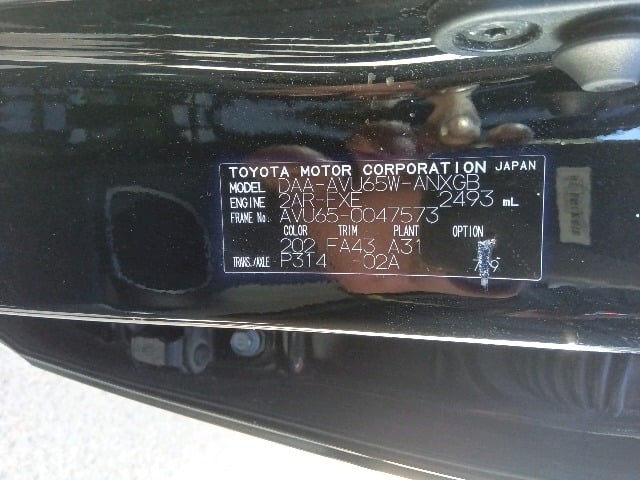 TOYOTA MOTOR CORPORATION JAPAN
MODEL DAA-AVU65W-ANXGB
ENGINE 2AR-FXE 2493 mL
FRAME No. AVU65-0047573
COLOR TRIM PLANT OPTION
202 FA43 A31
TRANS./AXLE P314 -02A